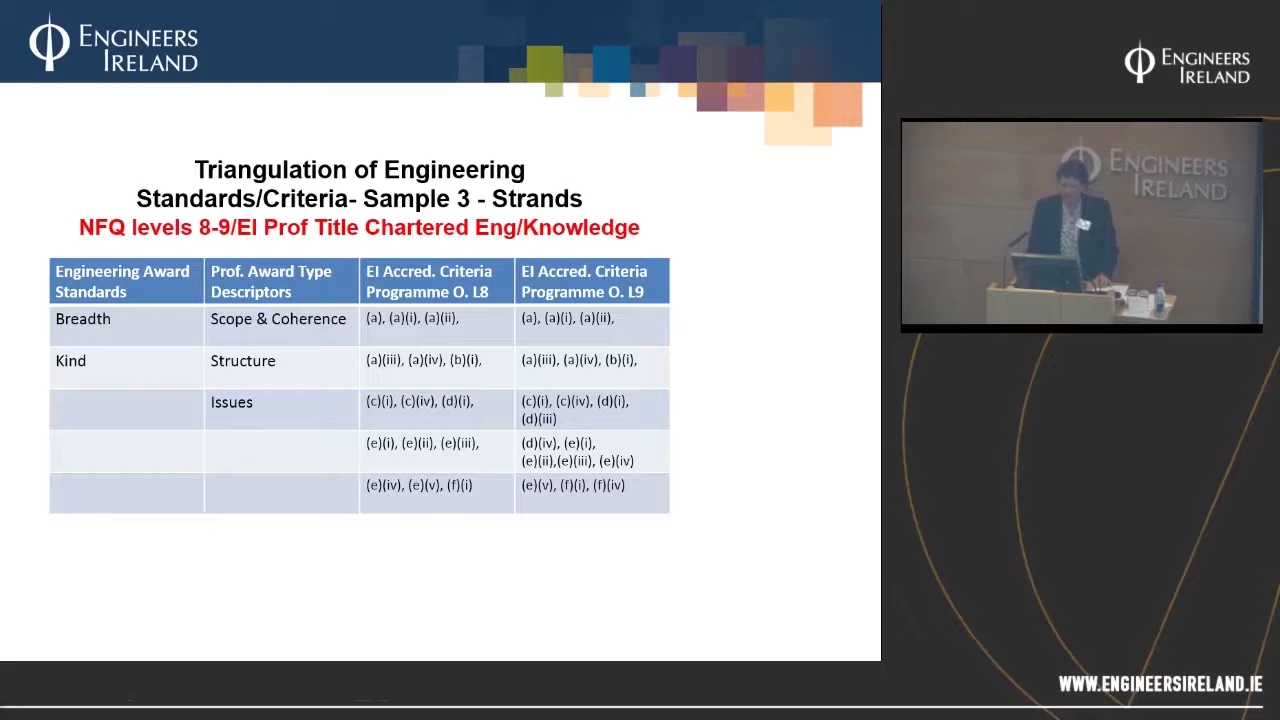 ENGINEERS
IRELAND
Triangulation of Engineering
Standards/Criteria- Sample 3 - Strands
NFQ levels 8-9/EI Prof Title Chartered Eng/Knowledge
Engineering Award Standards
Prof. Award Type Descriptors
EI Accred. Criteria Programme O. L8
EI Accred. Criteria Programme O. L9
Breadth
Scope & Coherence
(a), (a)(i), (a)(ii),
(a), (a)(i), (a)(ii),
Kind
Structure
(a)(iii), (a)(iv), (b)(i),
(a)(iii), (a)(iv), (b)(i),
Issues
(c)(i), (c)(iv), (d)(i),
(c)(i), (c)(iv), (d)(i),
(d)(iii)
(e)(i), (e)(ii), (e)(iii),
(d)(iv), (e)(i),
(e)(ii),(e)(iii), (e)(iv)
(e)(iv), (e)(v), (f)(i)
(e)(v), (f)(i), (f)(iv)
ENGINEERS
IRELAND
ENGINEERS
IRELAND
WWW.ENGINEERSIRELAND.IE